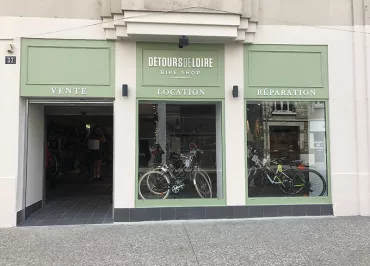 DETOURS DE LOIRE
BIKE SHOP
VENTE
LOCATION
RÉPARATION